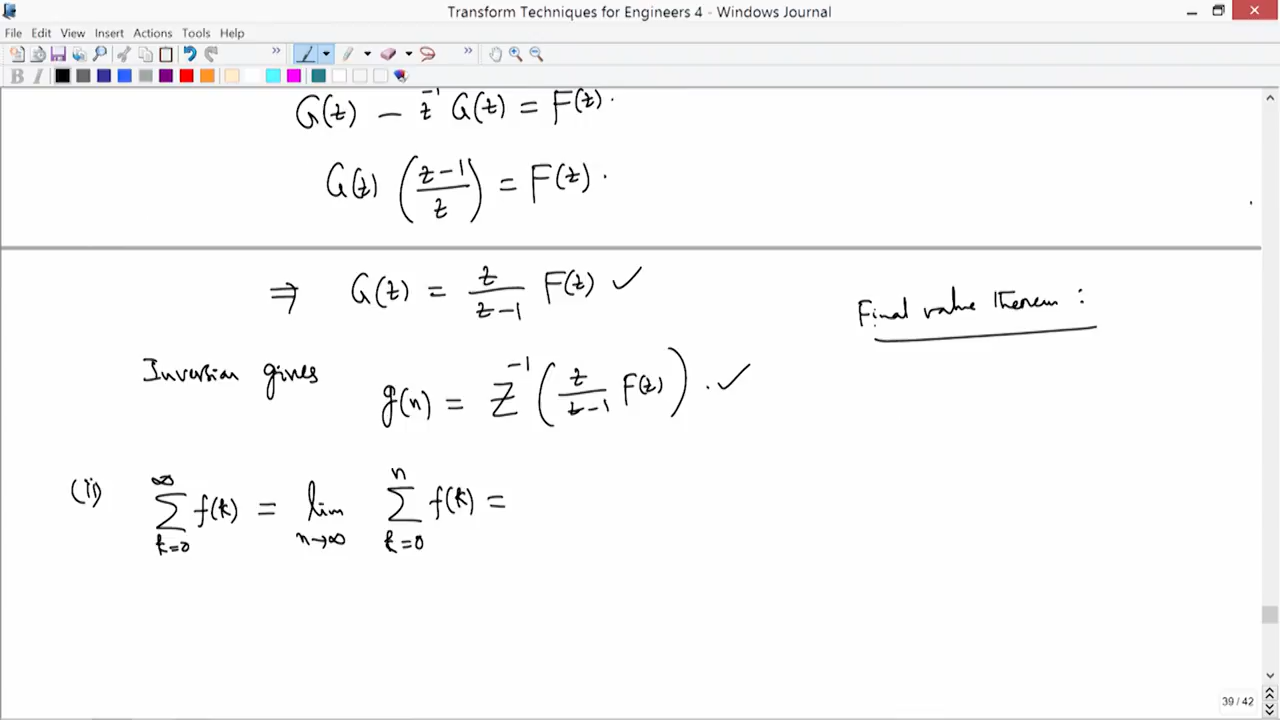 Transform Techniques for Engineers 4 - Windows Journal
File Edit View Insert Actions Tools Help
B I
G(z) − z⁻¹ G(z) = F(z).
G(z) ((z−1)/z) = F(z).
⇒ G(z) = z/(z−1) F(z) ✓
Final value theorem :
Inversion gives
g(n) = Z⁻¹ (z/(z−1) F(z)) . ✓
(ii) ∑_{k=0}^{∞} f(k) = lim_{n→∞} ∑_{k=0}^{n} f(k) =
39 / 42